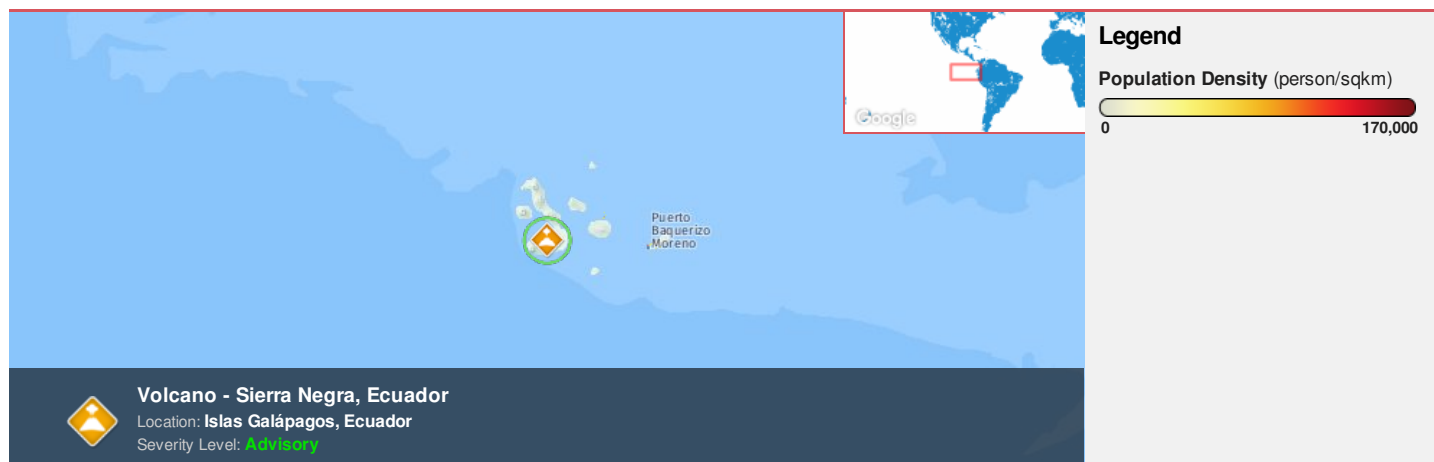 Google
Puerto
Baquerizo
Moreno
Legend
Population Density (person/sqkm)
0 170,000
Volcano - Sierra Negra, Ecuador
Location: Islas Galápagos, Ecuador
Severity Level: Advisory